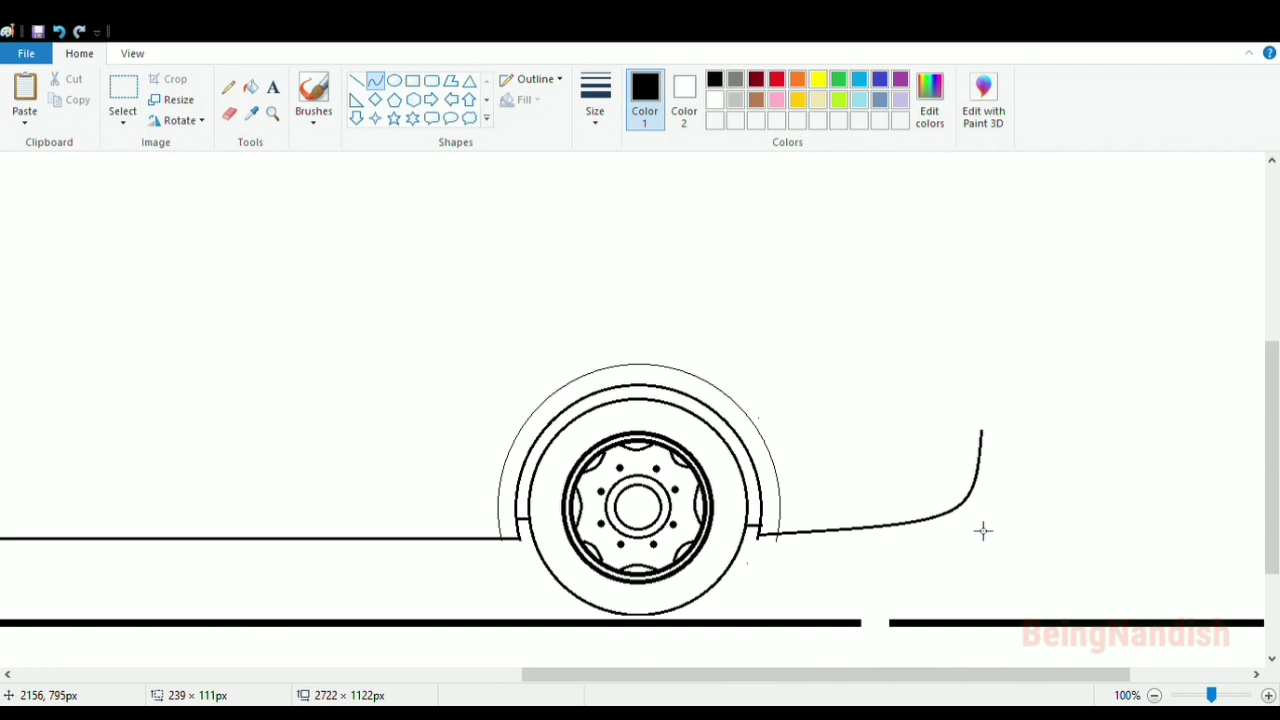 File Home View
Cut
Copy
Paste
Clipboard
Select
Crop
Resize
Rotate
Image
A
Tools
Brushes
Outline
Fill
Shapes
Size
Color
1
Color
2
Edit
colors
Colors
Edit with
Paint 3D
?
BeingNandish
2156, 795px 239 × 111px 2722 × 1122px 100%